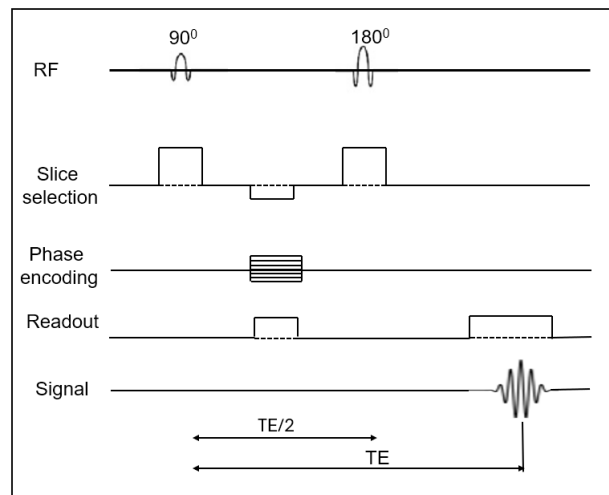 90⁰ 180⁰
RF
Slice
selection
Phase
encoding
Readout
Signal
TE/2
TE